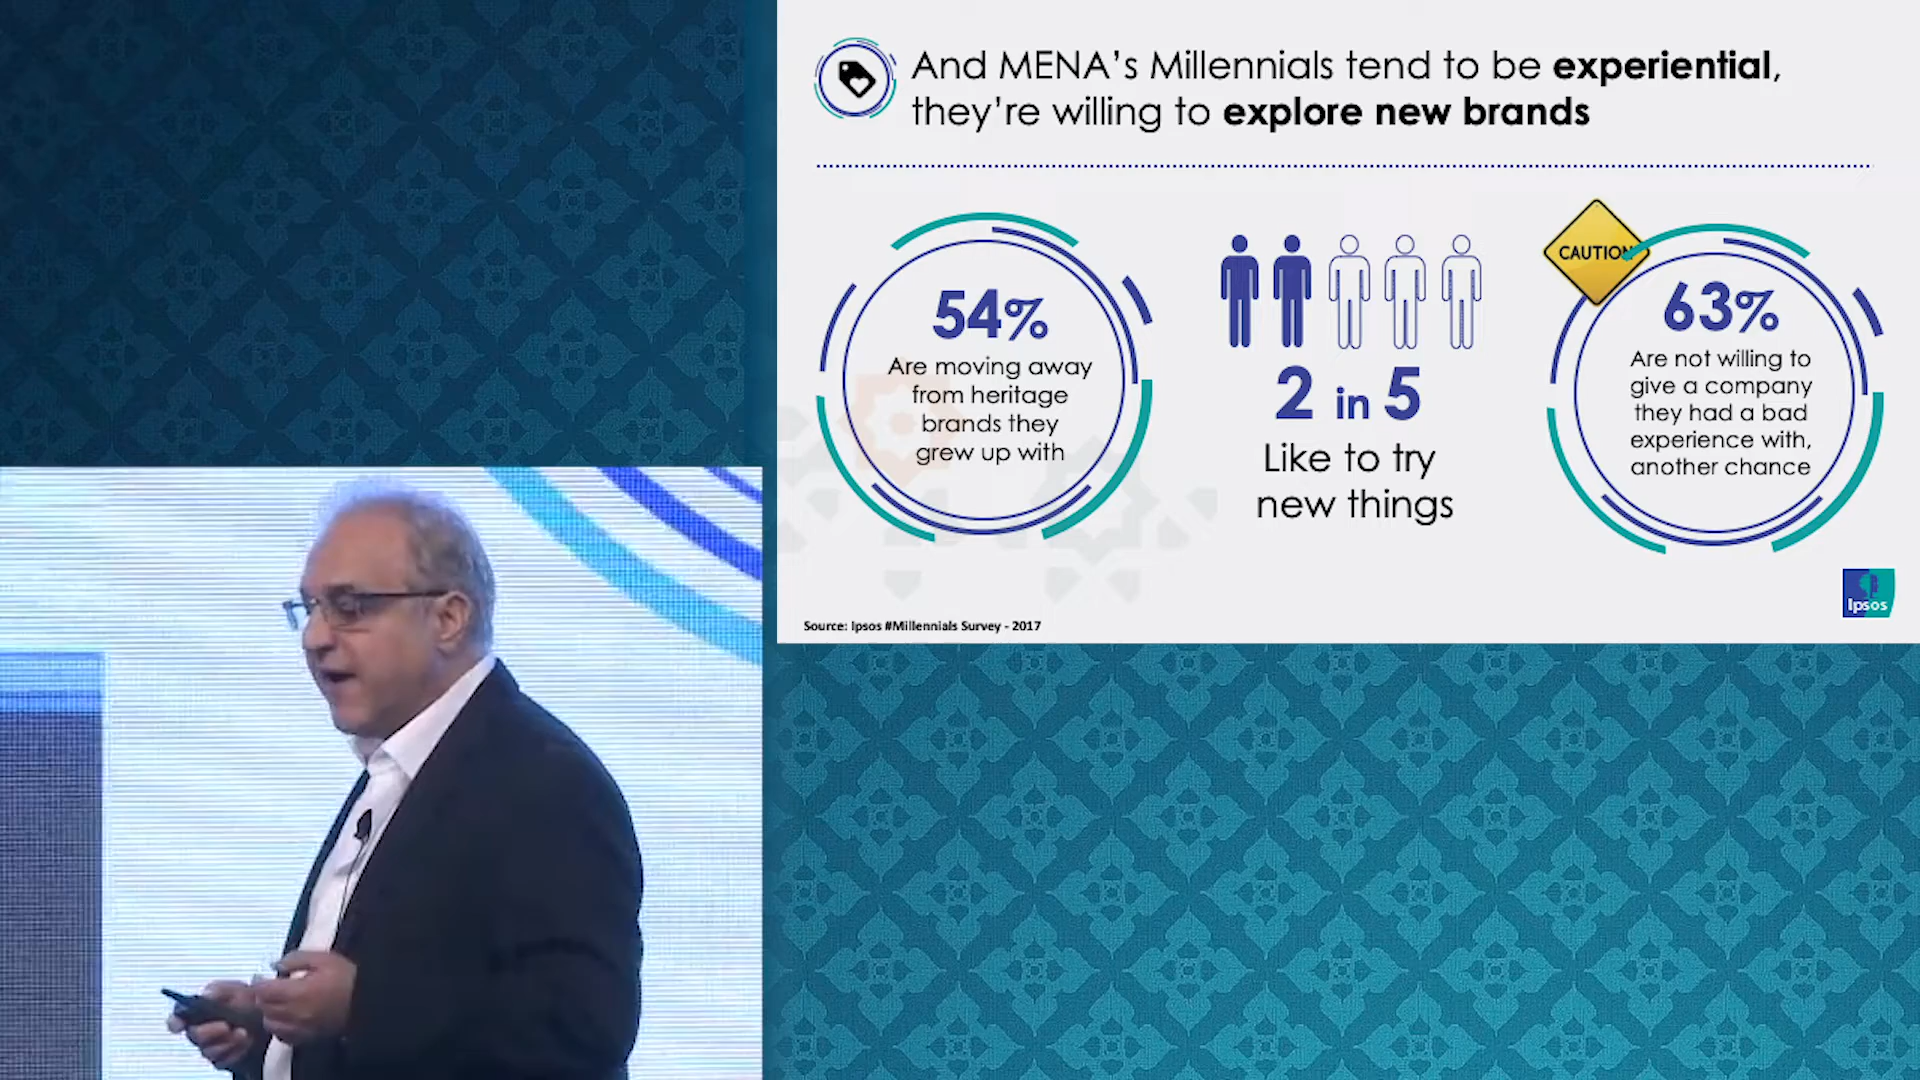 And MENA's Millennials tend to be experiential,
they're willing to explore new brands
54%
Are moving away
from heritage
brands they
grew up with
2 in 5
Like to try
new things
CAUTION
63%
Are not willing to
give a company
they had a bad
experience with,
another chance
Ipsos
Source: Ipsos #Millennials Survey - 2017